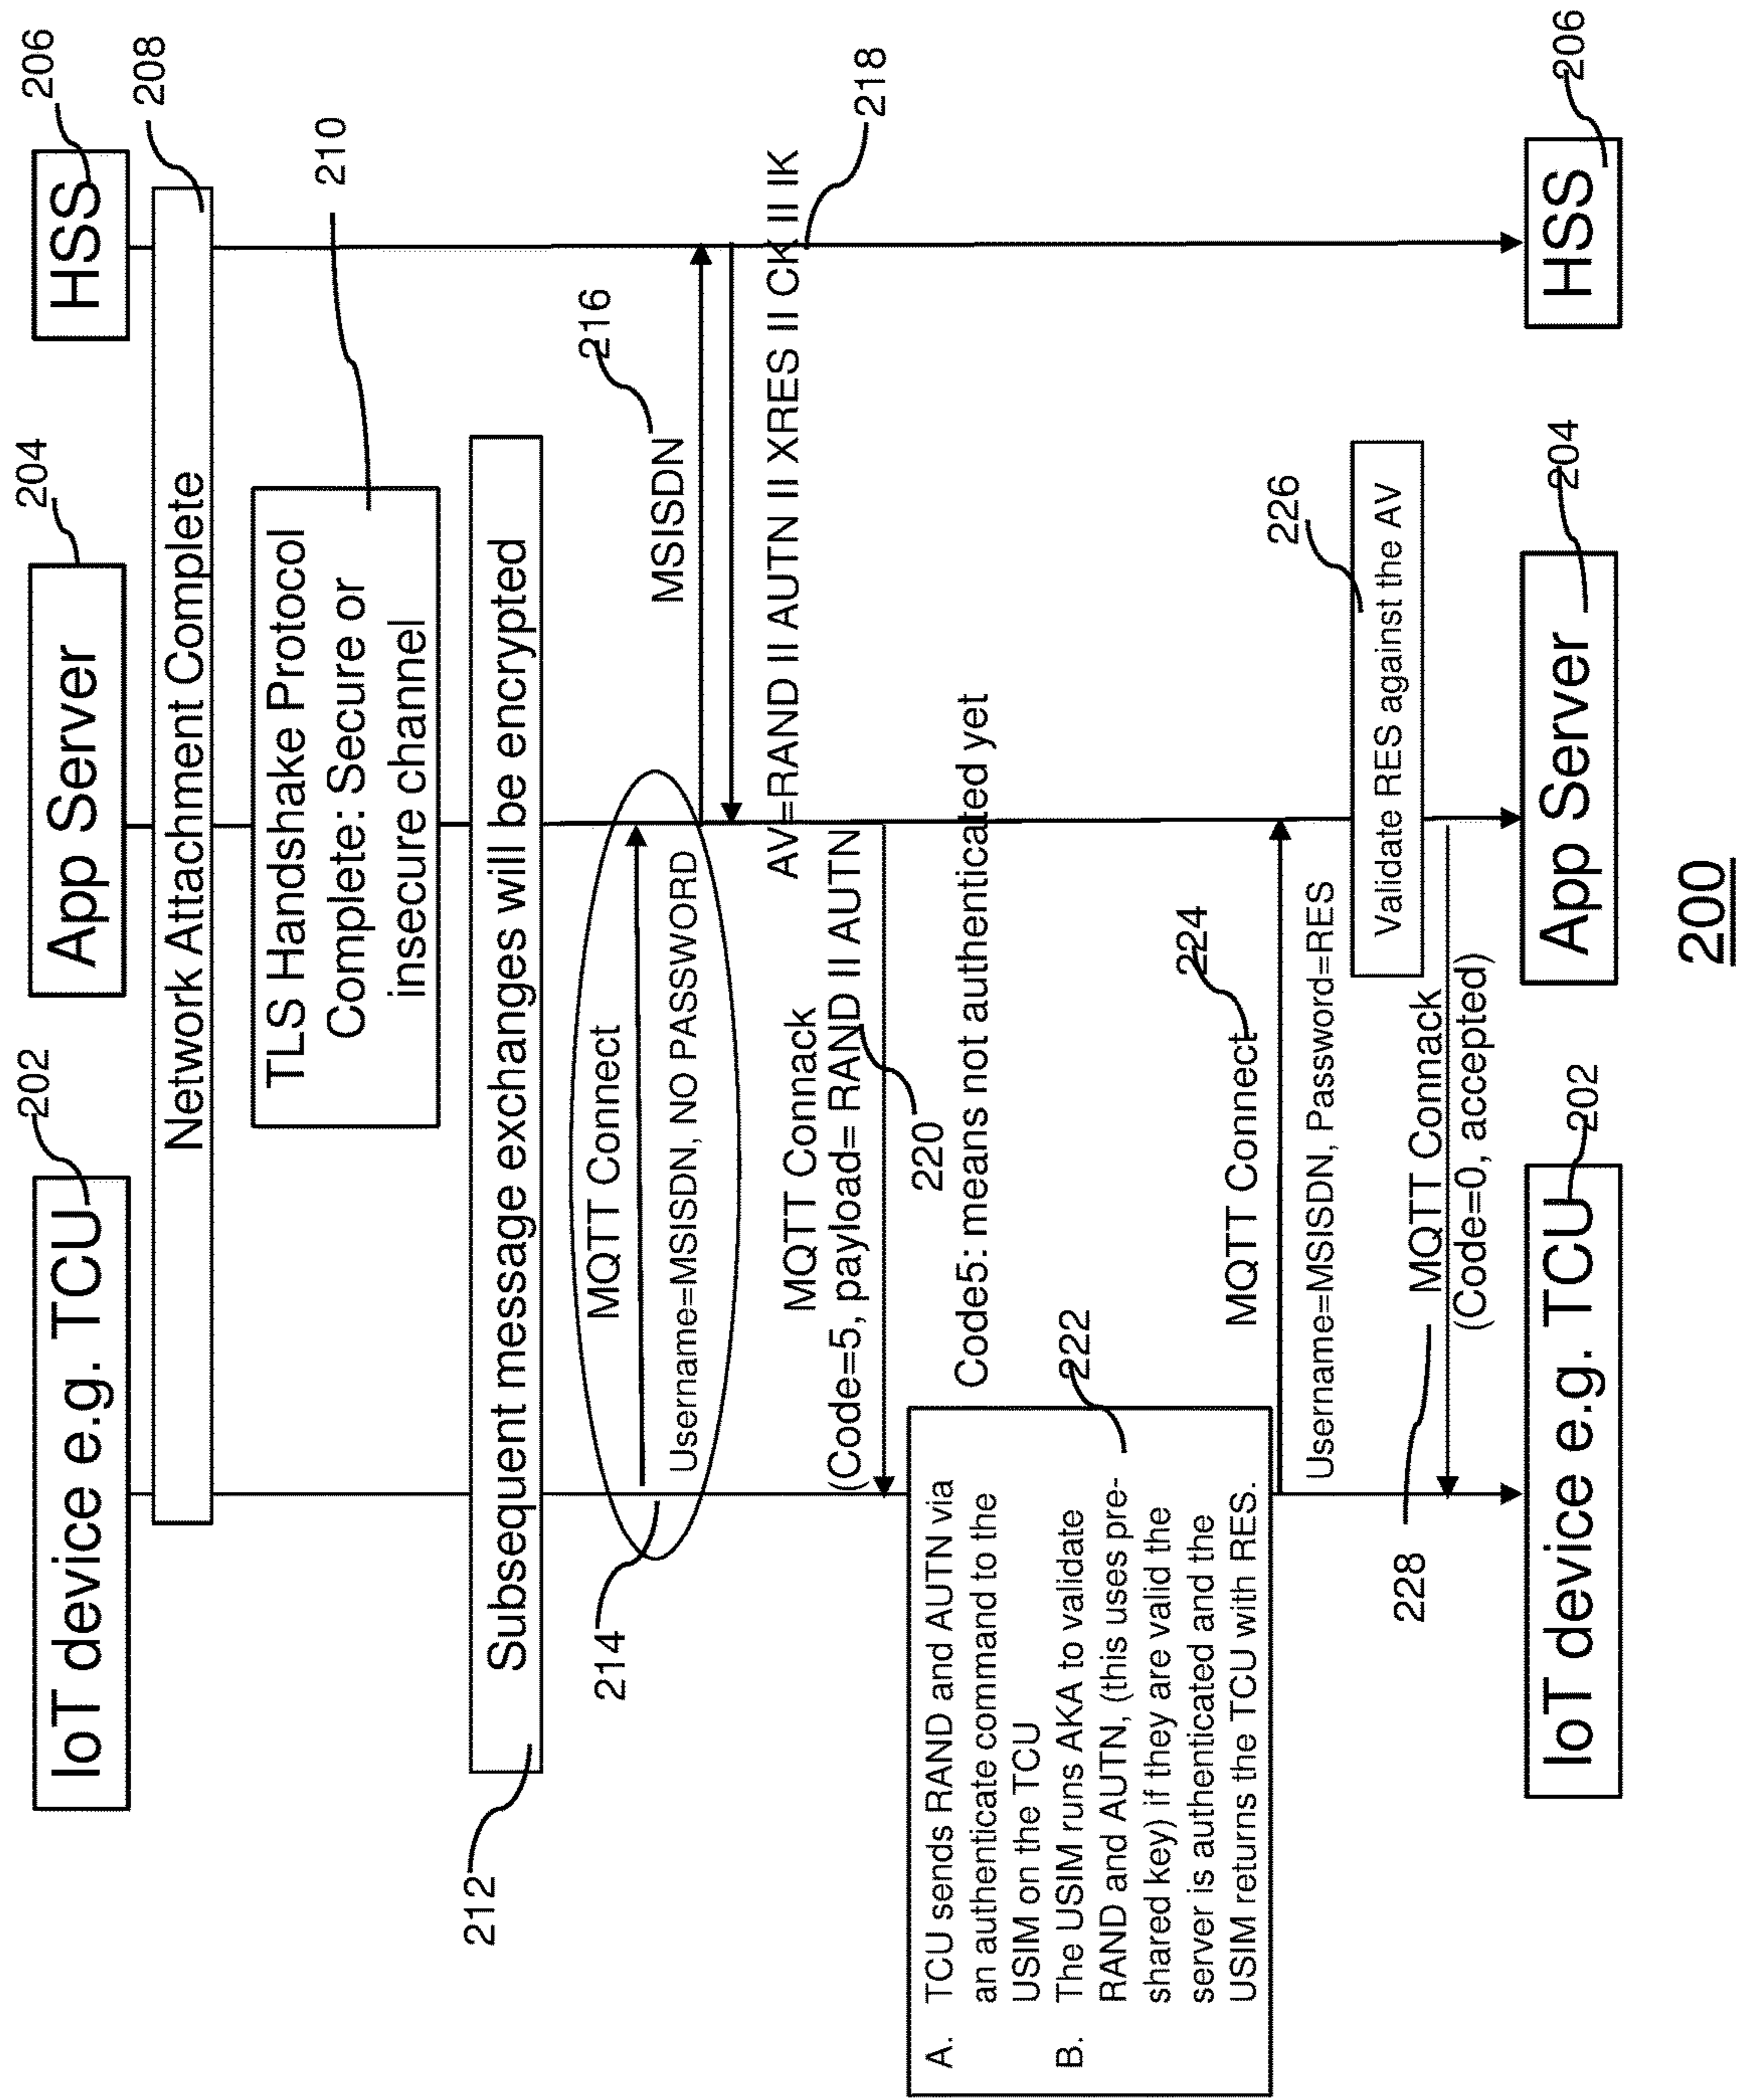 IoT device e.g. TCU
202
App Server
204
HSS
206
Network Attachment Complete
208
TLS Handshake Protocol
Complete: Secure or
insecure channel
210
Subsequent message exchanges will be encrypted
212
MQTT Connect
Username=MSISDN, NO PASSWORD
214
MSISDN
216
AV=RAND II AUTN II XRES II CK II IK
218
MQTT Connack
(Code=5, payload= RAND II AUTN
220
Code5: means not authenticated yet
A. TCU sends RAND and AUTN via
an authenticate command to the
USIM on the TCU
B. The USIM runs AKA to validate
RAND and AUTN, (this uses pre-
shared key) if they are valid the
server is authenticated and the
USIM returns the TCU with RES.
222
MQTT Connect
224
Username=MSISDN, Password=RES
Validate RES against the AV
226
MQTT Connack
(Code=0, accepted)
228
IoT device e.g. TCU
202
App Server
204
HSS
206
200